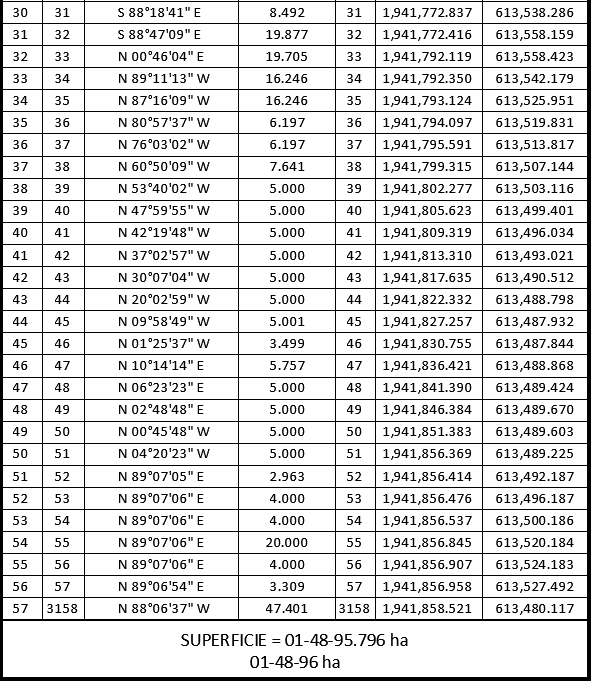 30 31 S 88°18'41" E 8.492 31 1,941,772.837 613,538.286
31 32 S 88°47'09" E 19.877 32 1,941,772.416 613,558.159
32 33 N 00°46'04" E 19.705 33 1,941,792.119 613,558.423
33 34 N 89°11'13" W 16.246 34 1,941,792.350 613,542.179
34 35 N 87°16'09" W 16.246 35 1,941,793.124 613,525.951
35 36 N 80°57'37" W 6.197 36 1,941,794.097 613,519.831
36 37 N 76°03'02" W 6.197 37 1,941,795.591 613,513.817
37 38 N 60°50'09" W 7.641 38 1,941,799.315 613,507.144
38 39 N 53°40'02" W 5.000 39 1,941,802.277 613,503.116
39 40 N 47°59'55" W 5.000 40 1,941,805.623 613,499.401
40 41 N 42°19'48" W 5.000 41 1,941,809.319 613,496.034
41 42 N 37°02'57" W 5.000 42 1,941,813.310 613,493.021
42 43 N 30°07'04" W 5.000 43 1,941,817.635 613,490.512
43 44 N 20°02'59" W 5.000 44 1,941,822.332 613,488.798
44 45 N 09°58'49" W 5.001 45 1,941,827.257 613,487.932
45 46 N 01°25'37" W 3.499 46 1,941,830.755 613,487.844
46 47 N 10°14'14" E 5.757 47 1,941,836.421 613,488.868
47 48 N 06°23'23" E 5.000 48 1,941,841.390 613,489.424
48 49 N 02°48'48" E 5.000 49 1,941,846.384 613,489.670
49 50 N 00°45'48" W 5.000 50 1,941,851.383 613,489.603
50 51 N 04°20'23" W 5.000 51 1,941,856.369 613,489.225
51 52 N 89°07'05" E 2.963 52 1,941,856.414 613,492.187
52 53 N 89°07'06" E 4.000 53 1,941,856.476 613,496.187
53 54 N 89°07'06" E 4.000 54 1,941,856.537 613,500.186
54 55 N 89°07'06" E 20.000 55 1,941,856.845 613,520.184
55 56 N 89°07'06" E 4.000 56 1,941,856.907 613,524.183
56 57 N 89°06'54" E 3.309 57 1,941,856.958 613,527.492
57 3158 N 88°06'37" W 47.401 3158 1,941,858.521 613,480.117
SUPERFICIE = 01-48-95.796 ha
01-48-96 ha